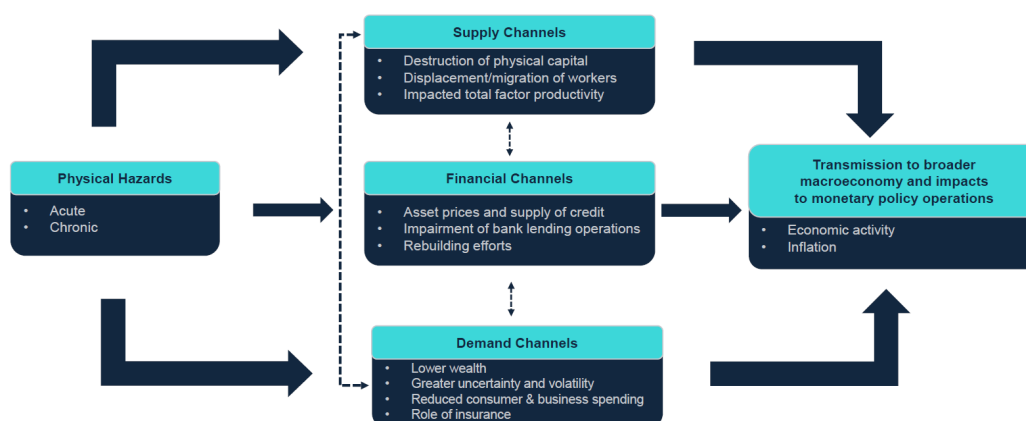 Supply Channels
• Destruction of physical capital
• Displacement/migration of workers
• Impacted total factor productivity
Physical Hazards
• Acute
• Chronic
Financial Channels
• Asset prices and supply of credit
• Impairment of bank lending operations
• Rebuilding efforts
Transmission to broader
macroeconomy and impacts
to monetary policy operations
• Economic activity
• Inflation
Demand Channels
• Lower wealth
• Greater uncertainty and volatility
• Reduced consumer & business spending
• Role of insurance